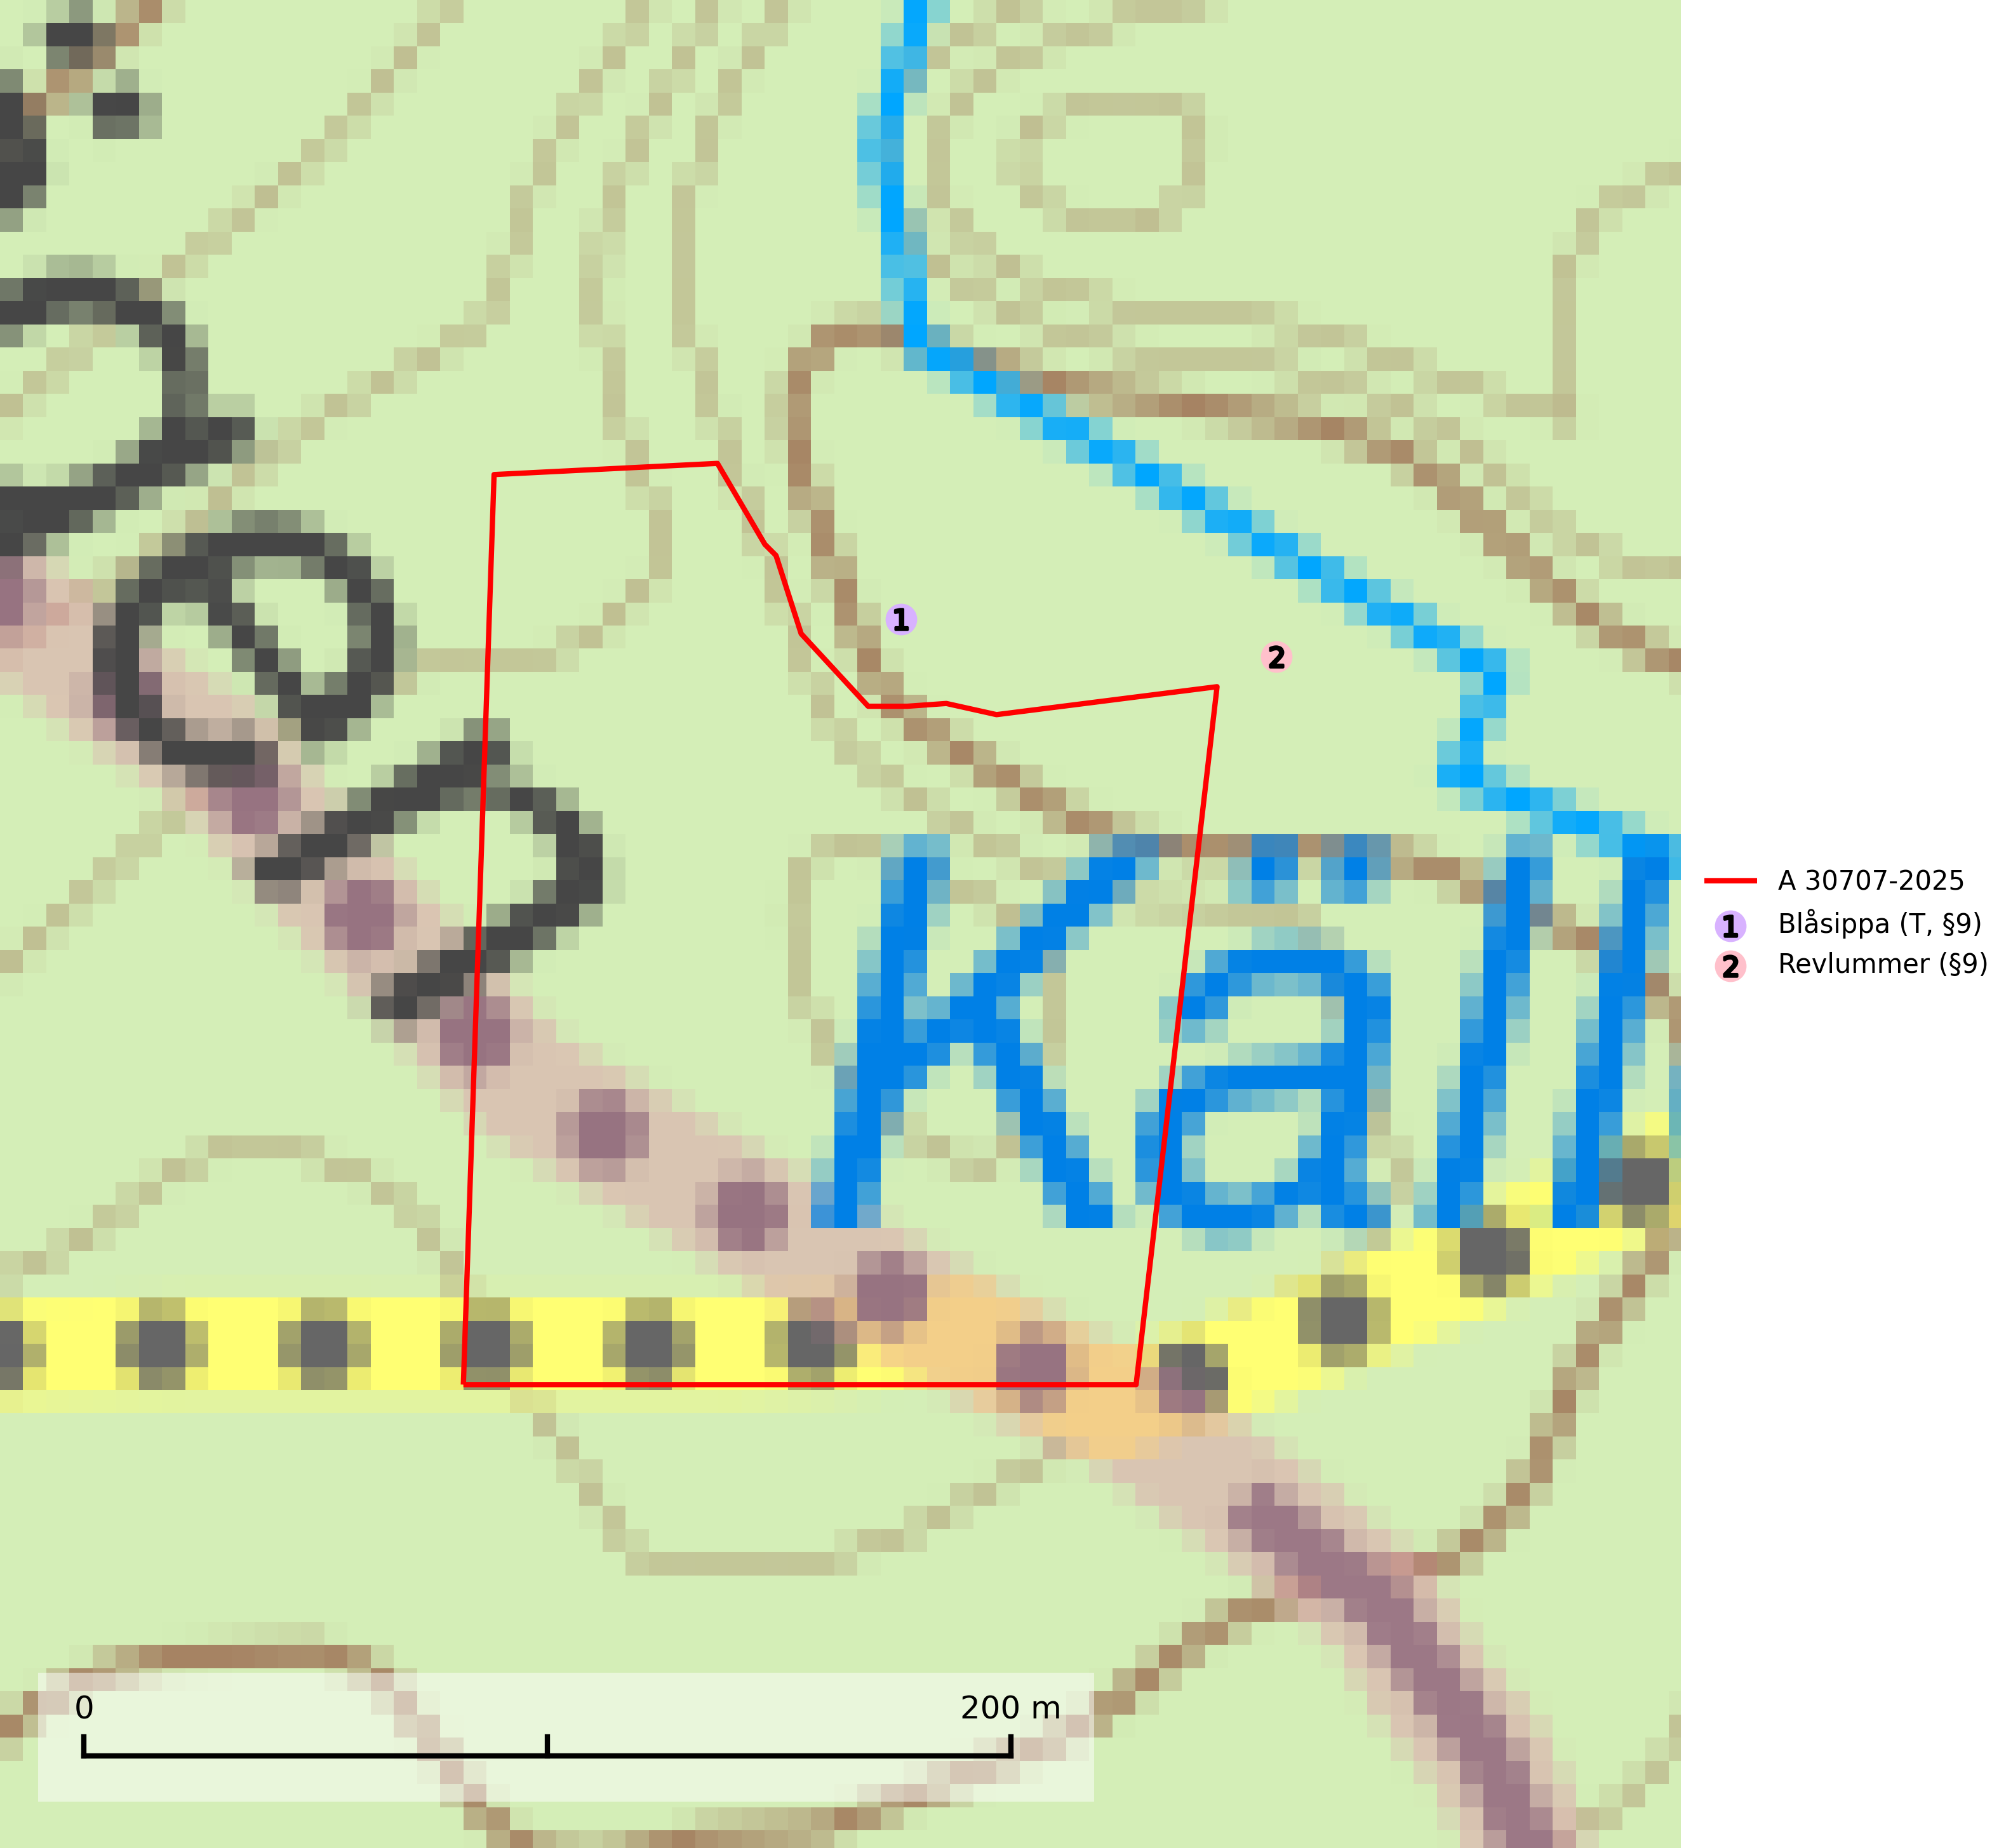 1
2
Kall
A 30707-2025
1 Blåsippa (T, §9)
2 Revlummer (§9)
0 200 m